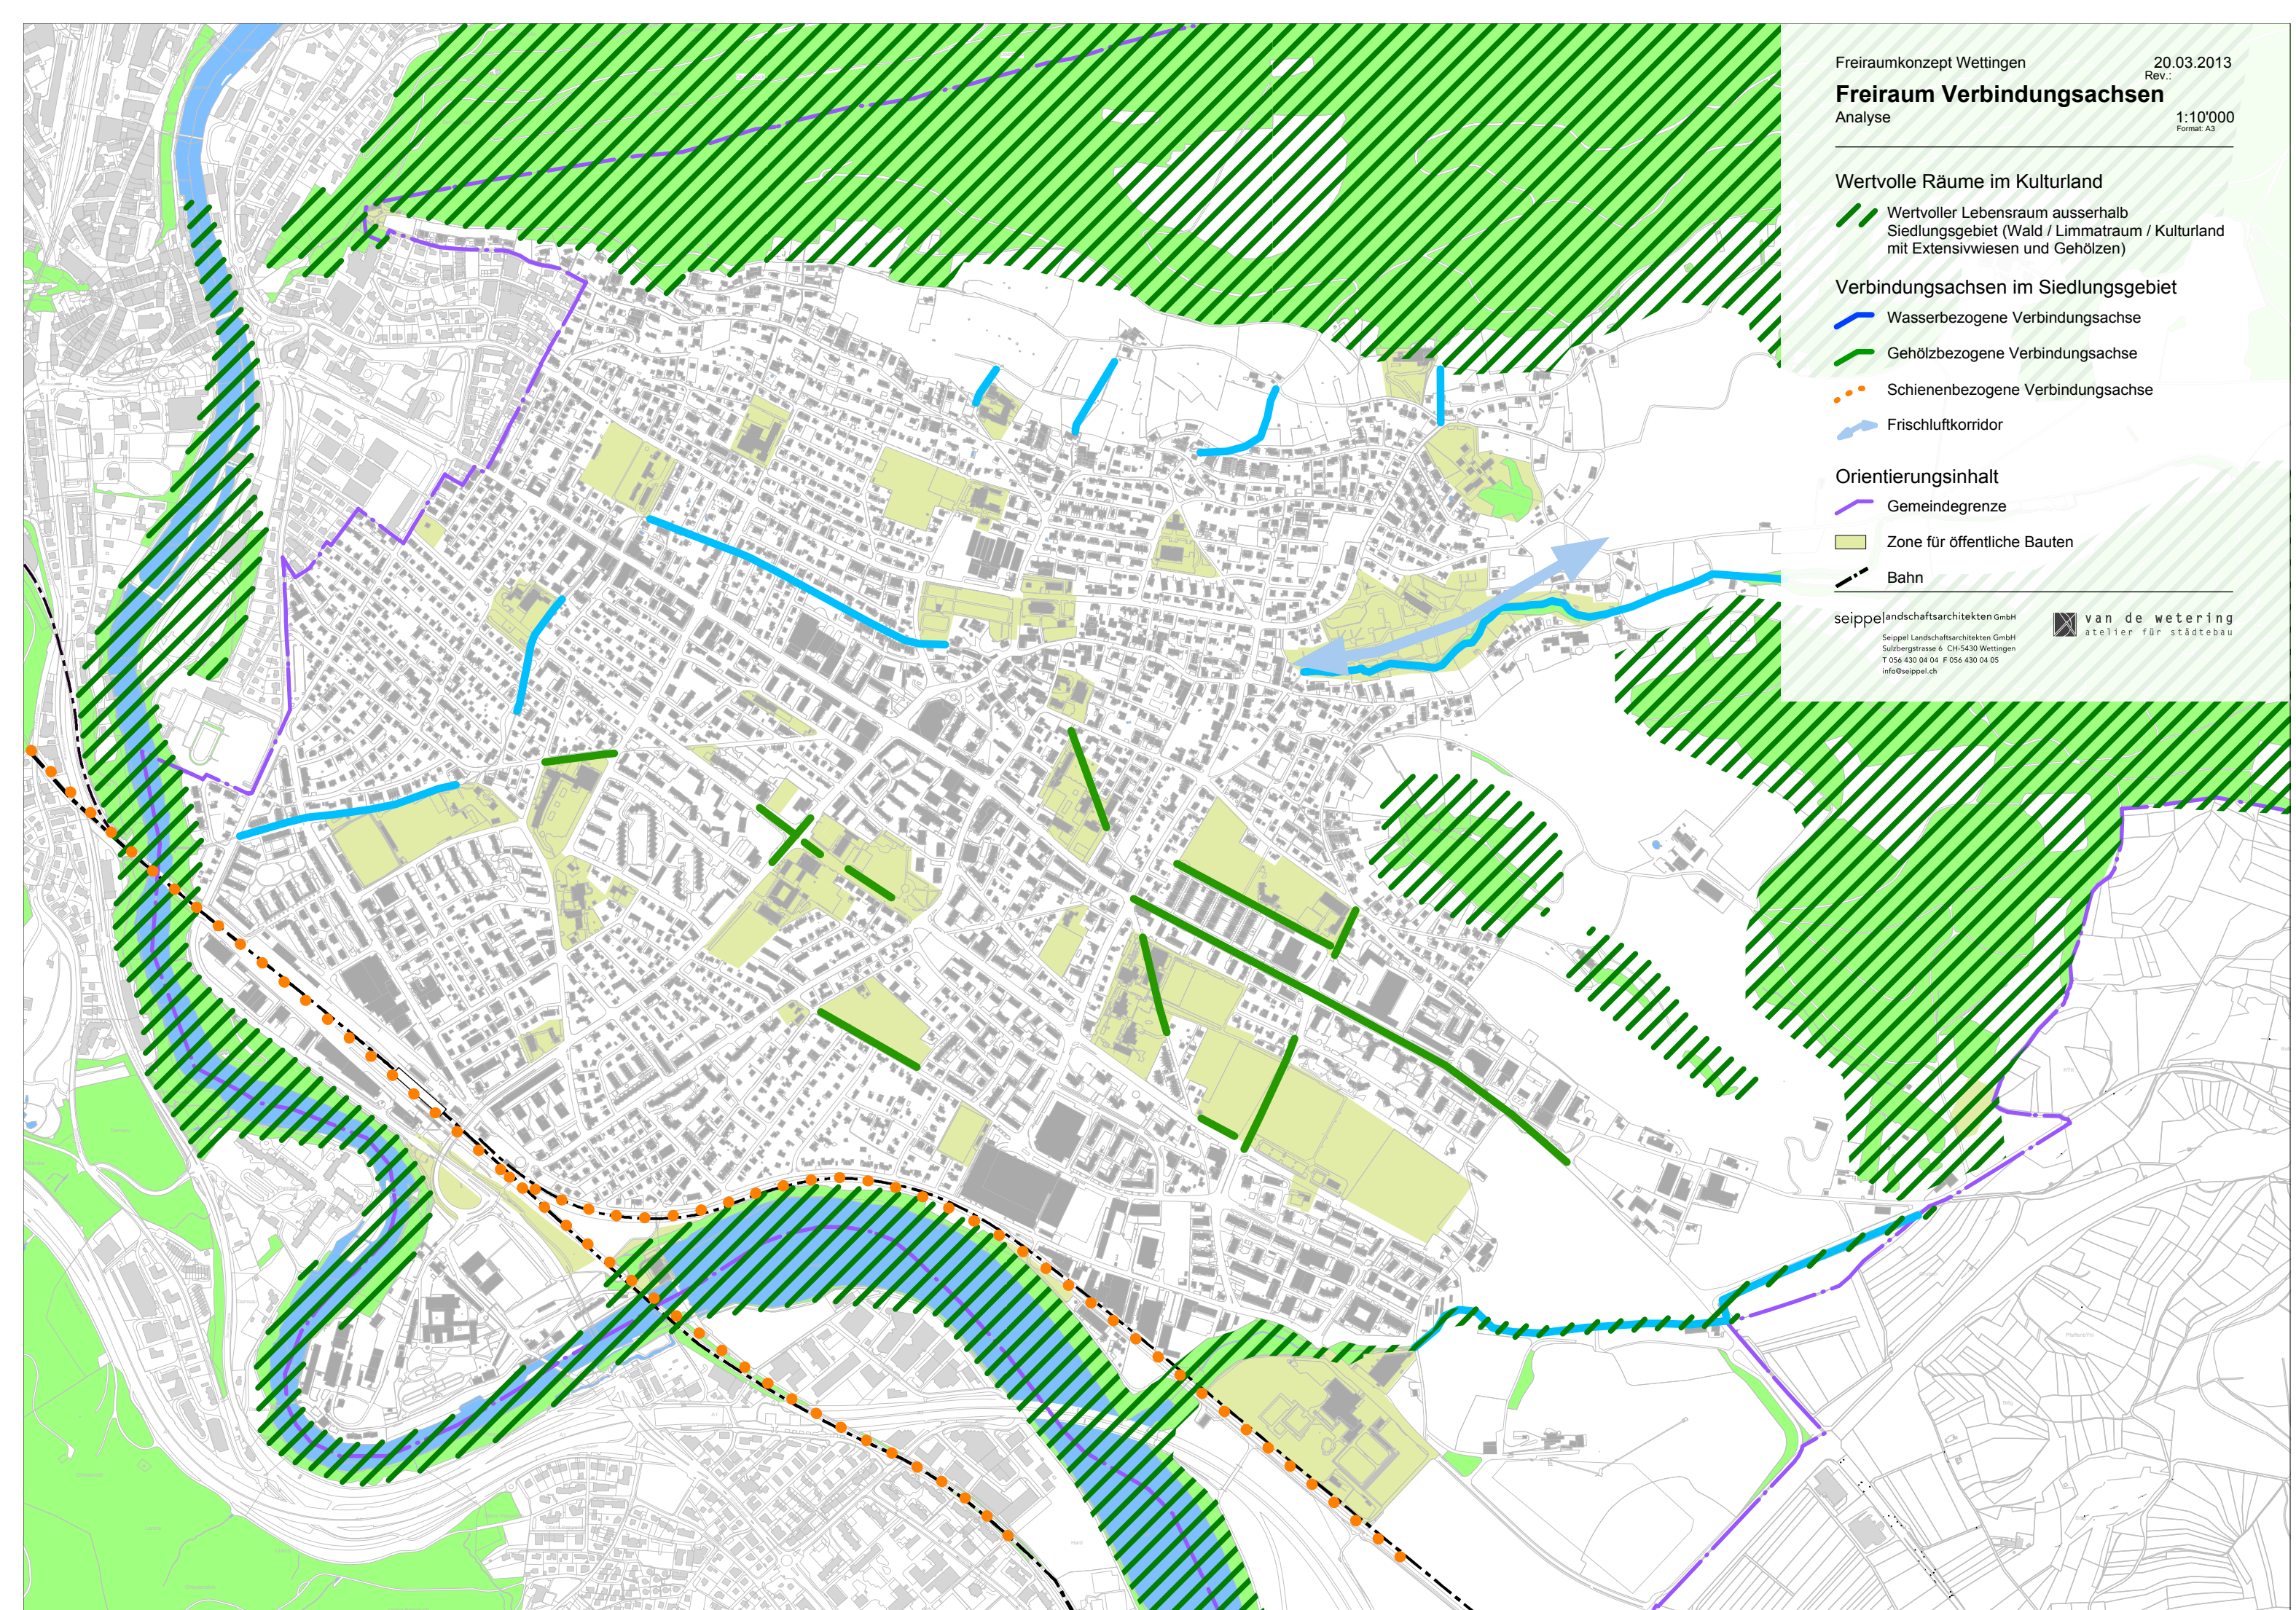 Freiraumkonzept Wettingen 20.03.2013
Rev.:
Freiraum Verbindungsachsen
Analyse 1:10'000
Format: A3
Wertvolle Räume im Kulturland
Wertvoller Lebensraum ausserhalb
Siedlungsgebiet (Wald / Limmatraum / Kulturland
mit Extensivwiesen und Gehölzen)
Verbindungsachsen im Siedlungsgebiet
Wasserbezogene Verbindungsachse
Gehölzbezogene Verbindungsachse
Schienenbezogene Verbindungsachse
Frischluftkorridor
Orientierungsinhalt
Gemeindegrenze
Zone für öffentliche Bauten
Bahn
seippel landschaftsarchitekten GmbH
Seippel Landschaftsarchitekten GmbH
Sulzbergstrasse 6 CH-5430 Wettingen
T 056 430 04 04 F 056 430 04 05
info@seippel.ch
van de wetering
atelier für städtebau